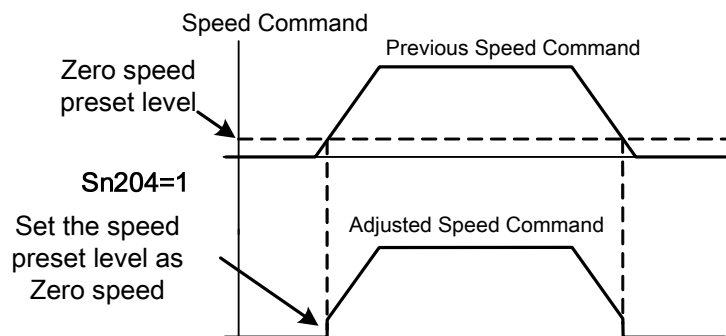 Speed Command
Previous Speed Command
Zero speed
preset level
Sn204=1
Set the speed
preset level as
Zero speed
Adjusted Speed Command